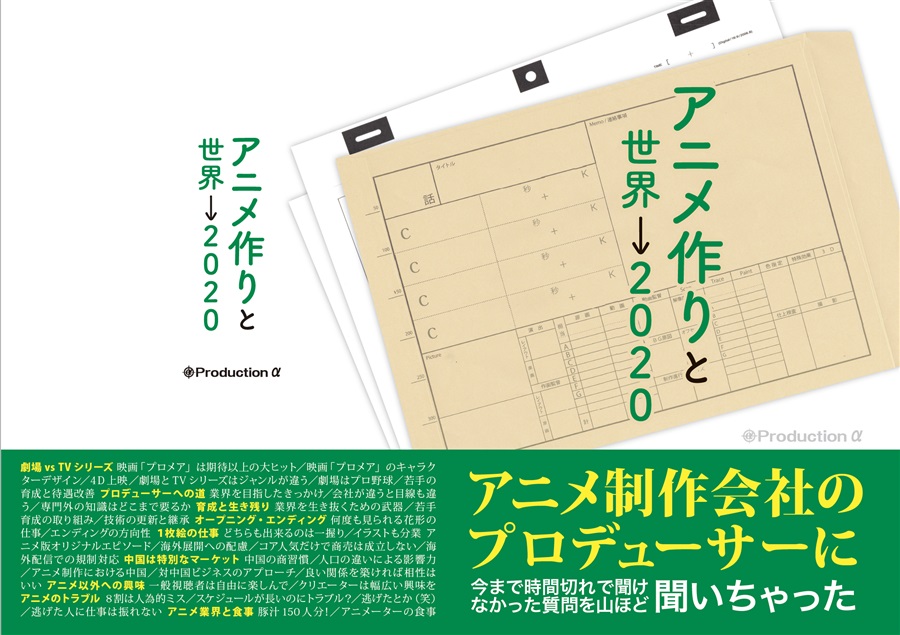 アニメ作りと
世界→2020
Production α
アニメ作りと
世界→2020
Production α
タイトル
話
Memo / 連絡事項
C
秒
+
K
C
秒
+
K
C
秒
+
K
C
秒
+
K
Picture
Trace
Paint
A
B
C
D
E
F
G
劇場 vs TVシリーズ 映画「プロメア」は期待以上の大ヒット/映画「プロメア」のキャラク
ターデザイン/4D上映/劇場とTVシリーズはジャンルが違う/劇場はプロ野球/若手の
育成と待遇改善 プロデューサーへの道 業界を目指したきっかけ/会社が違うと目線も違
う/専門外の知識はどこまで要るか 育成と生き残り 業界を生き抜くための武器/若手
育成の取り組み/技術の更新と継承 オープニング・エンディング 何度も見られる花形の
仕事/エンディングの方向性 1枚絵の仕事 どちらも出来るのは一握り/イラストも分業 ア
ニメ版オリジナルエピソード/海外展開への配慮/コア人気だけで商売は成立しない/海
外配信での規制対応 中国は特別なマーケット 中国の商習慣/人口の違いによる影響力
/アニメ制作における中国/対中国ビジネスのアプローチ/良い関係を築ければ相性は
いい アニメ以外への興味 一般視聴者は自由に楽しんで/クリエーターは幅広い興味を
アニメのトラブル 8割は人為的ミス/スケジュールが長いのにトラブル?/逃げたとか(笑)
/逃げた人に仕事は振れない アニメ業界と食事 豚汁150人分!/アニメーターの食事
アニメ制作会社の
プロデューサーに
今まで時間切れで聞け
なかった質問を山ほど
聞いちゃった